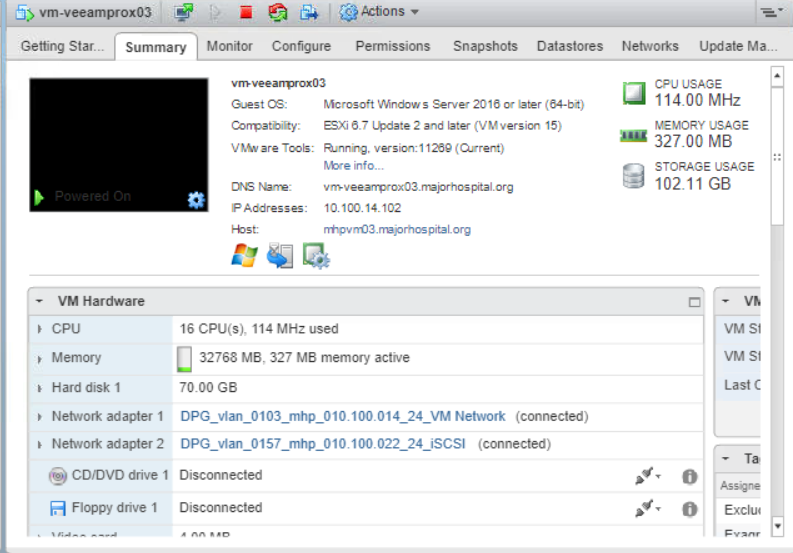 vm-veeamprox03
Actions
Getting Star... Summary Monitor Configure Permissions Snapshots Datastores Networks Update Ma...
Powered On
vm-veeamprox03
Guest OS: Microsoft Windows Server 2016 or later (64-bit)
Compatibility: ESXi 6.7 Update 2 and later (VM version 15)
VMware Tools: Running, version:11269 (Current)
More info...
DNS Name: vm-veeamprox03.majorhospital.org
IP Addresses: 10.100.14.102
Host: mhpvm03.majorhospital.org
CPU USAGE
114.00 MHz
MEMORY USAGE
327.00 MB
STORAGE USAGE
102.11 GB
VM Hardware
CPU 16 CPU(s), 114 MHz used
Memory 32768 MB, 327 MB memory active
Hard disk 1 70.00 GB
Network adapter 1 DPG_vlan_0103_mhp_010.100.014_24_VM Network (connected)
Network adapter 2 DPG_vlan_0157_mhp_010.100.022_24_iSCSI (connected)
CD/DVD drive 1 Disconnected
Floppy drive 1 Disconnected
Video card 4.00 MB
VM
VM St
VM St
Last C
Ta
Assigne
Exclu